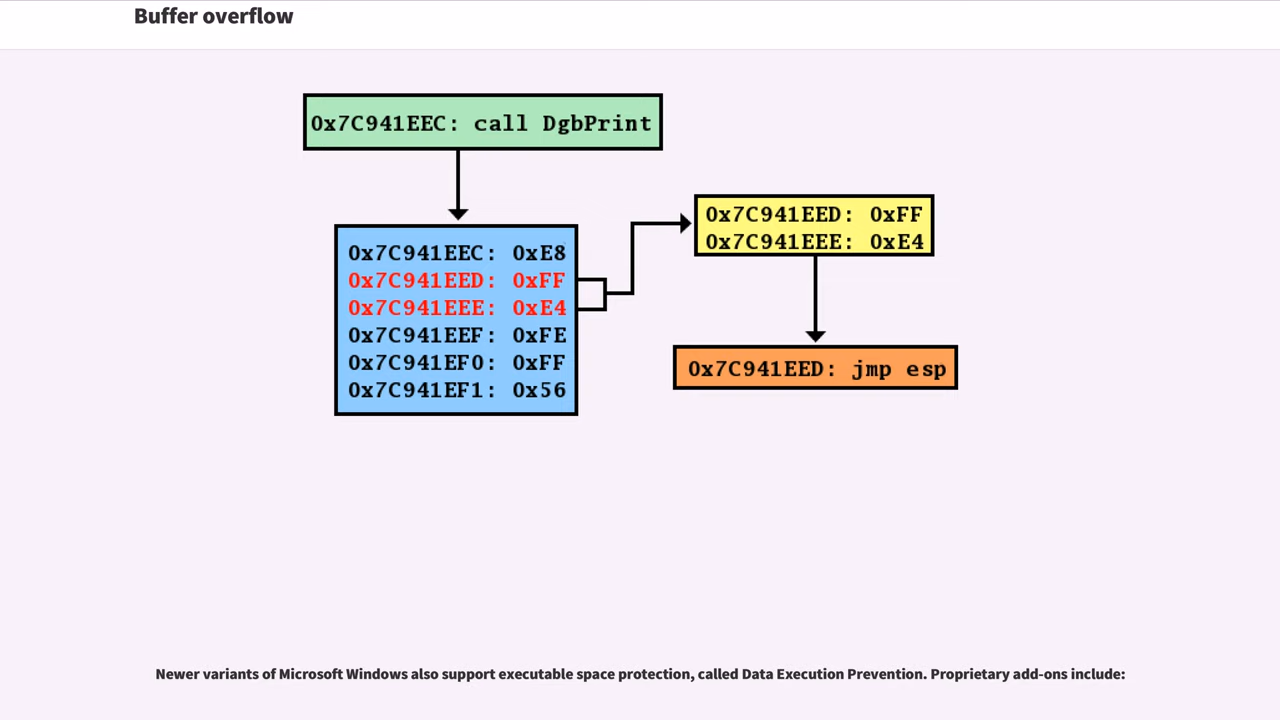 Buffer overflow
0x7C941EEC: call DgbPrint
0x7C941EEC: 0xE8
0x7C941EED: 0xFF
0x7C941EEE: 0xE4
0x7C941EEF: 0xFE
0x7C941EF0: 0xFF
0x7C941EF1: 0x56
0x7C941EED: 0xFF
0x7C941EEE: 0xE4
0x7C941EED: jmp esp
Newer variants of Microsoft Windows also support executable space protection, called Data Execution Prevention. Proprietary add-ons include: